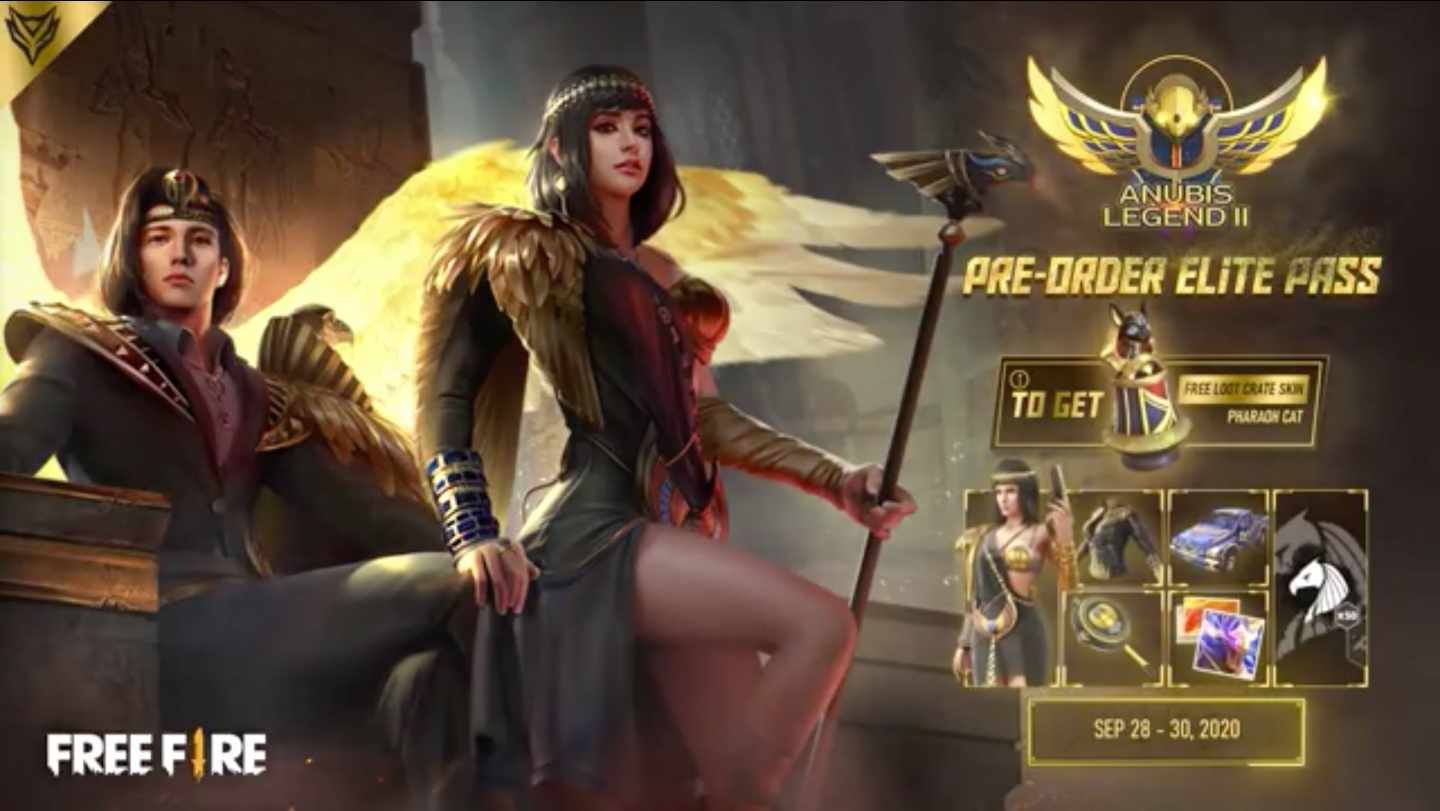 ANUBIS
LEGEND II
PRE-ORDER ELITE PASS
TO GET
FREE LOOT CRATE SKIN
PHARAOH CAT
x50
SEP 28 - 30, 2020
FREE FIRE